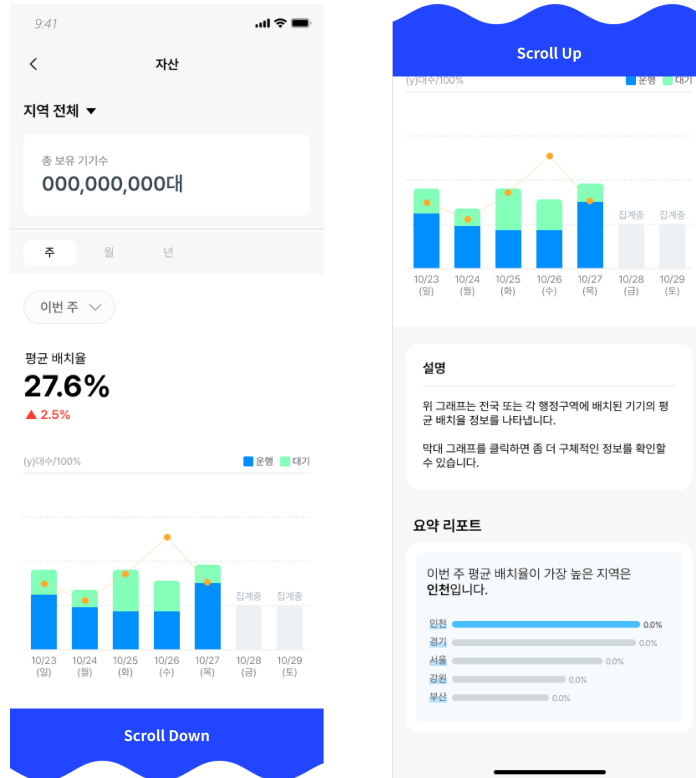 9:41
자산
지역 전체
총 보유 기기수
000,000,000대
주 월 년
이번 주
평균 배치율
27.6%
▲ 2.5%
(y)대수/100% 운행 대기
집계중 집계중
10/23 10/24 10/25 10/26 10/27 10/28 10/29
(일) (월) (화) (수) (목) (금) (토)
Scroll Down
Scroll Up
(y)대수/100% 운행 대기
집계중 집계중
10/23 10/24 10/25 10/26 10/27 10/28 10/29
(일) (월) (화) (수) (목) (금) (토)
설명
위 그래프는 전국 또는 각 행정구역에 배치된 기기의 평
균 배치율 정보를 나타냅니다.
막대 그래프를 클릭하면 좀 더 구체적인 정보를 확인할
수 있습니다.
요약 리포트
이번 주 평균 배치율이 가장 높은 지역은
인천입니다.
인천 0.0%
경기 0.0%
서울 0.0%
강원 0.0%
부산 0.0%